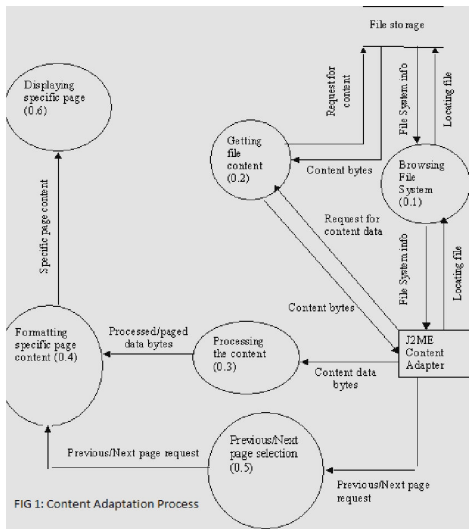 File storage
Displaying
specific page
(0.6)
Request for
content
File System info
Locating file
Getting
file
content
(0.2)
Content bytes
Browsing
File
System
(0.1)
Specific page content
Request for
content data
File System info
Locating file
Content bytes
Formatting
specific page
content (0.4)
Processed/paged
data bytes
Processing
the content
(0.3)
J2ME
Content
Adapter
Content data
bytes
Previous/Next
page selection
(0.5)
Previous/Next page request
Previous/Next page
request
FIG 1: Content Adaptation Process